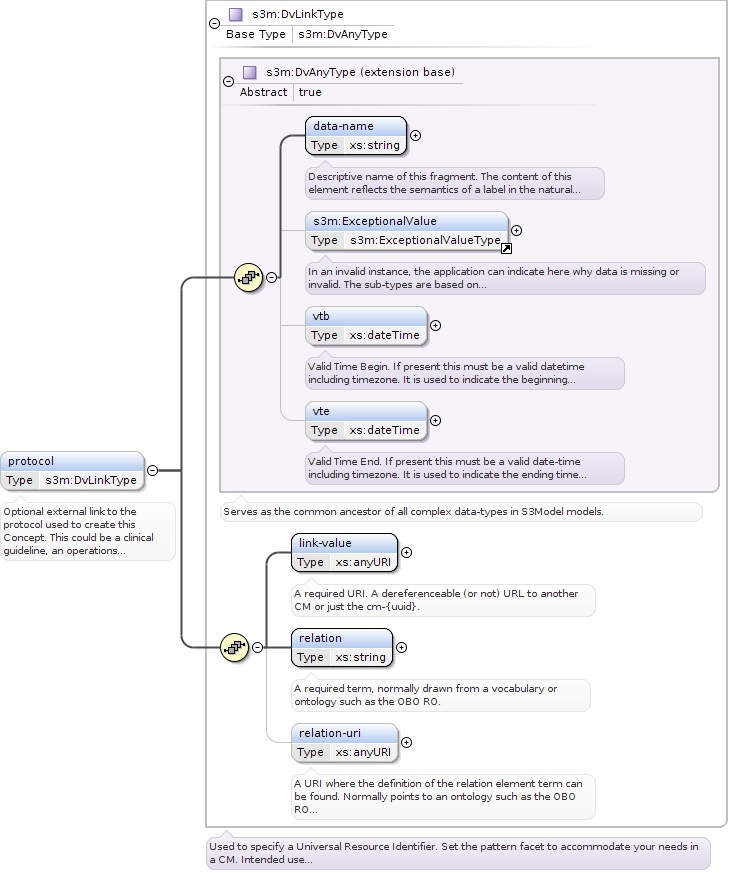 s3m:DvLinkType
Base Type s3m:DvAnyType
s3m:DvAnyType (extension base)
Abstract true
data-name
Type xs:string
Descriptive name of this fragment. The content of this
element reflects the semantics of a label in the natural...
s3m:ExceptionalValue
Type s3m:ExceptionalValueType
In an invalid instance, the application can indicate here why data is missing or
invalid. The sub-types are based on...
vtb
Type xs:dateTime
Valid Time Begin. If present this must be a valid datetime
including timezone. It is used to indicate the beginning...
vte
Type xs:dateTime
Valid Time End. If present this must be a valid date-time
including timezone. It is used to indicate the ending time...
protocol
Type s3m:DvLinkType
Optional external link to the
protocol used to create this
Concept. This could be a clinical
guideline, an operations...
Serves as the common ancestor of all complex data-types in S3Model models.
link-value
Type xs:anyURI
A required URI. A dereferenceable (or not) URL to another
CM or just the cm-{uuid}.
relation
Type xs:string
A required term, normally drawn from a vocabulary or
ontology such as the OBO RO.
relation-uri
Type xs:anyURI
A URI where the definition of the relation element term can
be found. Normally points to an ontology such as the OBO
RO...
Used to specify a Universal Resource Identifier. Set the pattern facet to accommodate your needs in
a CM. Intended use...